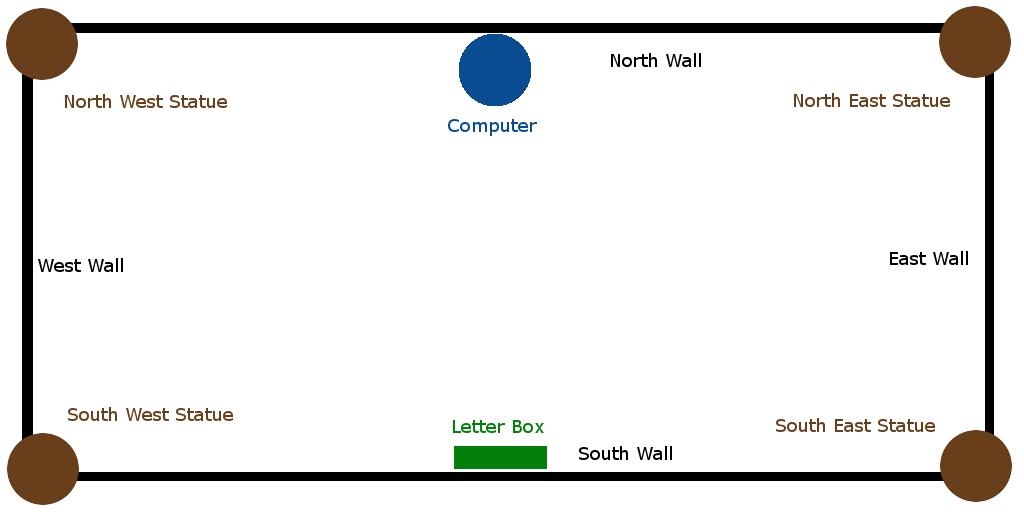 North Wall
North West Statue
North East Statue
Computer
West Wall
East Wall
South West Statue
Letter Box
South East Statue
South Wall